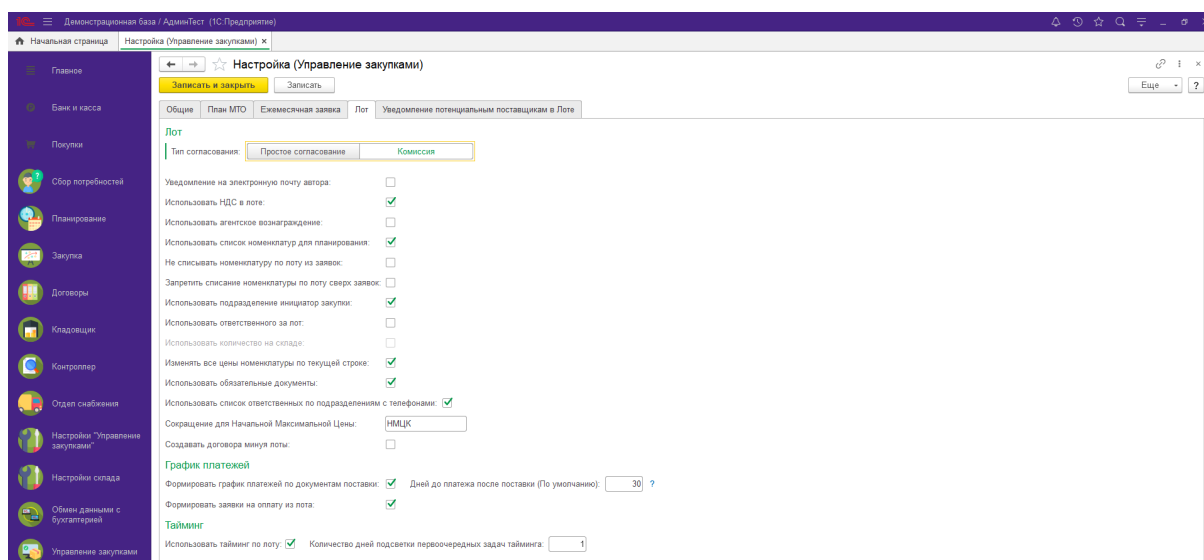 Демонстрационная база / АдминТест (1С:Предприятие)
Начальная страница
Настройка (Управление закупками) ×
Главное
Банк и касса
Покупки
Сбор потребностей
Планирование
Закупка
Договоры
Кладовщик
Контроллер
Отдел снабжения
Настройки "Управление
закупками"
Настройки склада
Обмен данными с
бухгалтерией
Управление закупками
Настройка (Управление закупками)
Записать и закрыть
Записать
Еще
?
Общие
План МТО
Ежемесячная заявка
Лот
Уведомление потенциальным поставщикам в Лоте
Лот
Тип согласования: Простое согласование Комиссия
Уведомление на электронную почту автора:
Использовать НДС в лоте:
Использовать агентское вознаграждение:
Использовать список номенклатур для планирования:
Не списывать номенклатуру по лоту из заявок:
Запретить списание номенклатуры по лоту сверх заявок:
Использовать подразделение инициатор закупки:
Использовать ответственного за лот:
Использовать количество на складе:
Изменять все цены номенклатуры по текущей строке:
Использовать обязательные документы:
Использовать список ответственных по подразделениям с телефонами:
Сокращение для Начальной Максимальной Цены: НМЦК
Создавать договора минуя лоты:
График платежей
Формировать график платежей по документам поставки: Дней до платежа после поставки (По умолчанию): 30 ?
Формировать заявки на оплату из лота:
Тайминг
Использовать тайминг по лоту: Количество дней подсветки первоочередных задач тайминга: 1